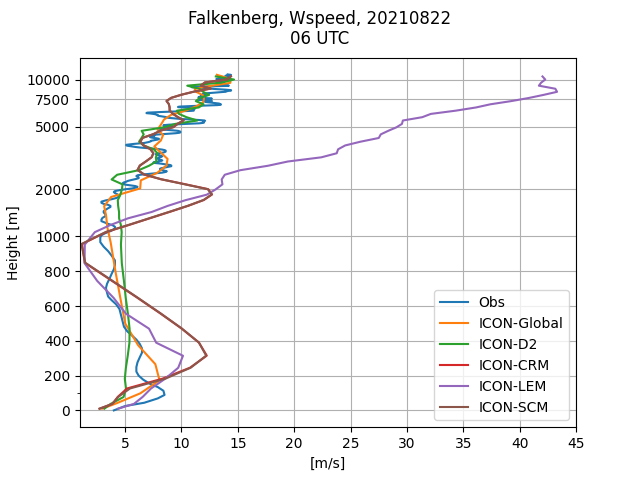 Falkenberg, Wspeed, 20210822
06 UTC
Height [m]
10000
7500
5000
2000
1000
800
600
400
200
0
5
10
15
20
25
30
35
40
45
[m/s]
Obs
ICON-Global
ICON-D2
ICON-CRM
ICON-LEM
ICON-SCM